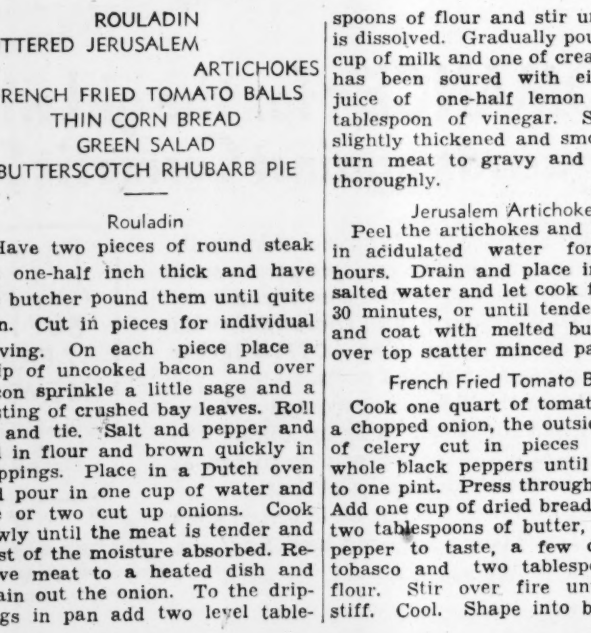 ROULADIN
TTERED JERUSALEM
ARTICHOKES
RENCH FRIED TOMATO BALLS
THIN CORN BREAD
GREEN SALAD
BUTTERSCOTCH RHUBARB PIE
Rouladin
Have two pieces of round steak
one-half inch thick and have
butcher pound them until quite
n. Cut in pieces for individual
ving. On each piece place a
ip of uncooked bacon and over
con sprinkle a little sage and a
ting of crushed bay leaves. Roll
and tie. Salt and pepper and
l in flour and brown quickly in
ppings. Place in a Dutch oven
d pour in one cup of water and
e or two cut up onions. Cook
wly until the meat is tender and
st of the moisture absorbed. Re-
ve meat to a heated dish and
ain out the onion. To the drip-
gs in pan add two level table-
spoons of flour and stir un
is dissolved. Gradually pou
cup of milk and one of crea
has been soured with ei
juice of one-half lemon
tablespoon of vinegar. S
slightly thickened and smo
turn meat to gravy and
thoroughly.
Jerusalem Artichoke
Peel the artichokes and
in acidulated water for
hours. Drain and place in
salted water and let cook f
30 minutes, or until tende
and coat with melted bu
over top scatter minced pa
French Fried Tomato B
Cook one quart of tomat
a chopped onion, the outsi
of celery cut in pieces
whole black peppers until
to one pint. Press through
Add one cup of dried bread
two tablespoons of butter,
pepper to taste, a few d
tobasco and two tablespo
flour. Stir over fire un
stiff. Cool. Shape into b